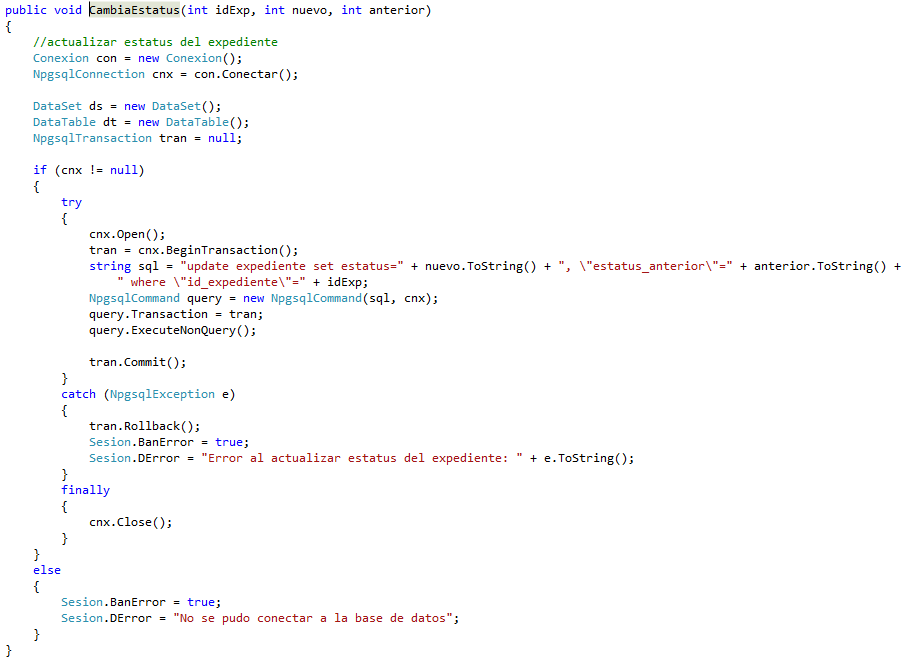 public void CambiaEstatus(int idExp, int nuevo, int anterior)
{
    //actualizar estatus del expediente
    Conexion con = new Conexion();
    NpgsqlConnection cnx = con.Conectar();

    DataSet ds = new DataSet();
    DataTable dt = new DataTable();
    NpgsqlTransaction tran = null;

    if (cnx != null)
    {
        try
        {
            cnx.Open();
            tran = cnx.BeginTransaction();
            string sql = "update expediente set estatus=" + nuevo.ToString() + ", \"estatus_anterior\"=" + anterior.ToString() +
                " where \"id_expediente\"=" + idExp;
            NpgsqlCommand query = new NpgsqlCommand(sql, cnx);
            query.Transaction = tran;
            query.ExecuteNonQuery();

            tran.Commit();
        }
        catch (NpgsqlException e)
        {
            tran.Rollback();
            Sesion.BanError = true;
            Sesion.DError = "Error al actualizar estatus del expediente: " + e.ToString();
        }
        finally
        {
            cnx.Close();
        }
    }
    else
    {
        Sesion.BanError = true;
        Sesion.DError = "No se pudo conectar a la base de datos";
    }
}